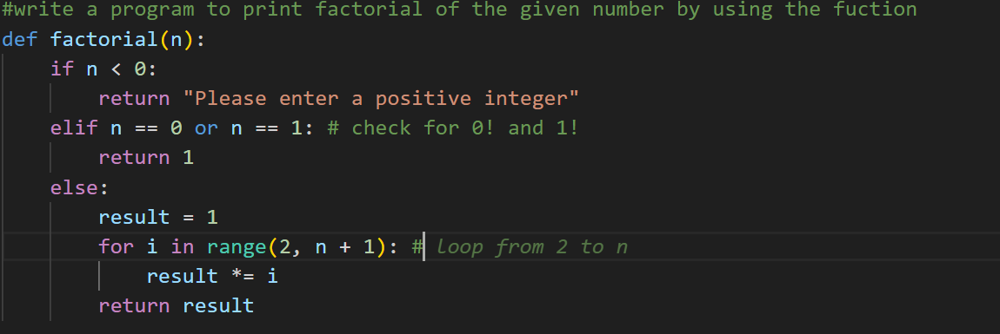 #write a program to print factorial of the given number by using the fuction
def factorial(n):
    if n < 0:
        return "Please enter a positive integer"
    elif n == 0 or n == 1: # check for 0! and 1!
        return 1
    else:
        result = 1
        for i in range(2, n + 1): # loop from 2 to n
            result *= i
        return result